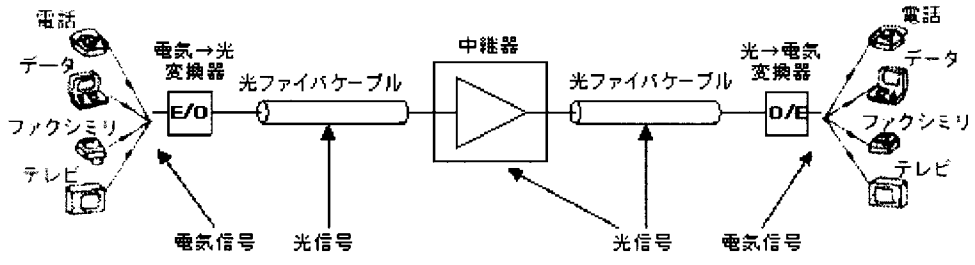 電話
データ
ファクシミリ
テレビ
電気→光
変換器
E/O
光ファイバケーブル
中継器
光ファイバケーブル
光→電気
変換器
O/E
電話
データ
ファクシミリ
テレビ
電気信号
光信号
光信号
電気信号